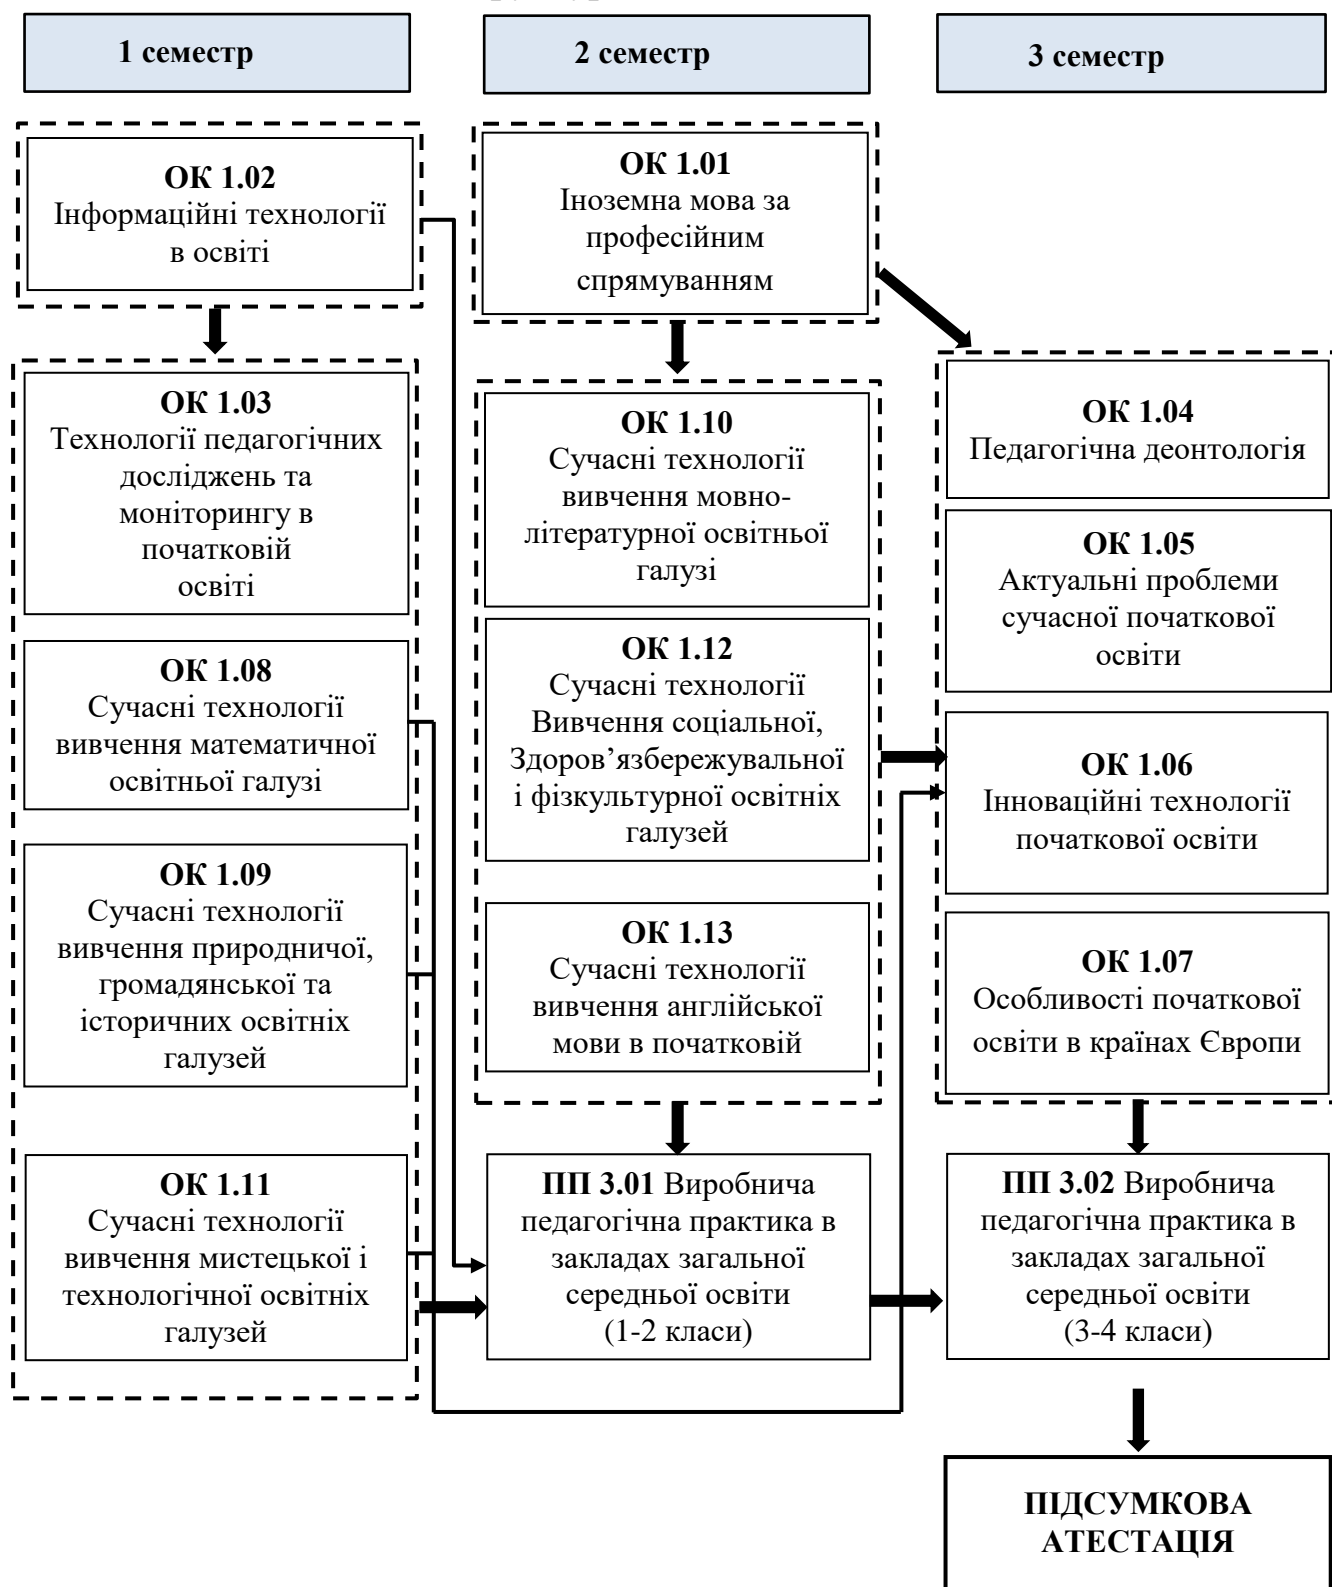 1 семестр
2 семестр
3 семестр
ОК 1.02
Інформаційні технології
в освіті
ОК 1.03
Технології педагогічних
досліджень та
моніторингу в
початковій
освіті
ОК 1.08
Сучасні технології
вивчення математичної
освітньої галузі
ОК 1.09
Сучасні технології
вивчення природничої,
громадянської та
історичних освітніх
галузей
ОК 1.11
Сучасні технології
вивчення мистецької і
технологічної освітніх
галузей
ОК 1.01
Іноземна мова за
професійним
спрямуванням
ОК 1.10
Сучасні технології
вивчення мовно-
літературної освітньої
галузі
ОК 1.12
Сучасні технології
Вивчення соціальної,
Здоров’язбережувальної
і фізкультурної освітніх
галузей
ОК 1.13
Сучасні технології
вивчення англійської
мови в початковій
ПП 3.01 Виробнича
педагогічна практика в
закладах загальної
середньої освіти
(1-2 класи)
ОК 1.04
Педагогічна деонтологія
ОК 1.05
Актуальні проблеми
сучасної початкової
освіти
ОК 1.06
Інноваційні технології
початкової освіти
ОК 1.07
Особливості початкової
освіти в країнах Європи
ПП 3.02 Виробнича
педагогічна практика в
закладах загальної
середньої освіти
(3-4 класи)
ПІДСУМКОВА
АТЕСТАЦІЯ